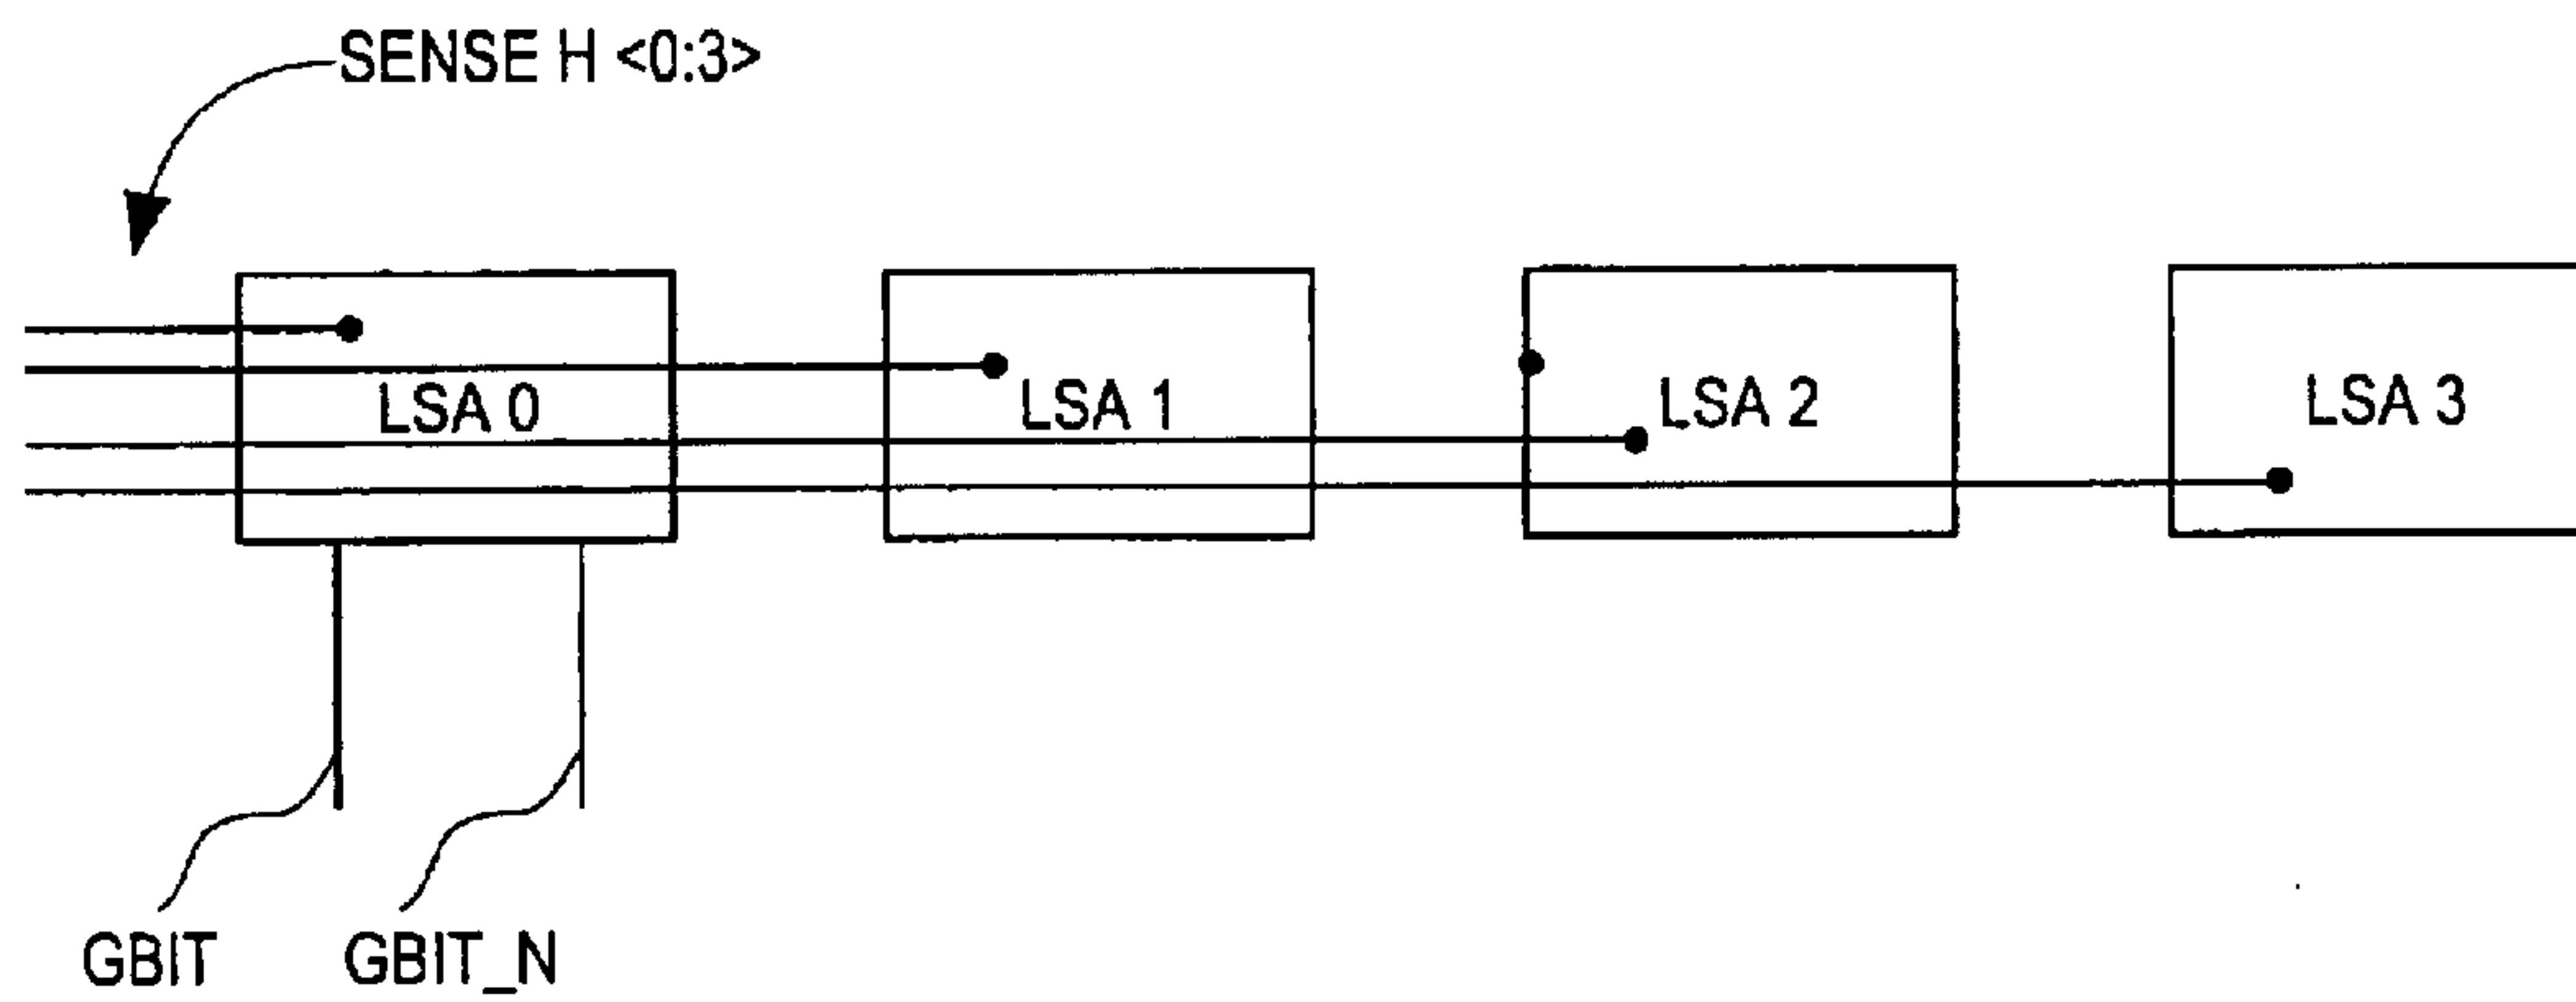 SENSE H <0:3>
LSA 0
LSA 1
LSA 2
LSA 3
GBIT
GBIT_N